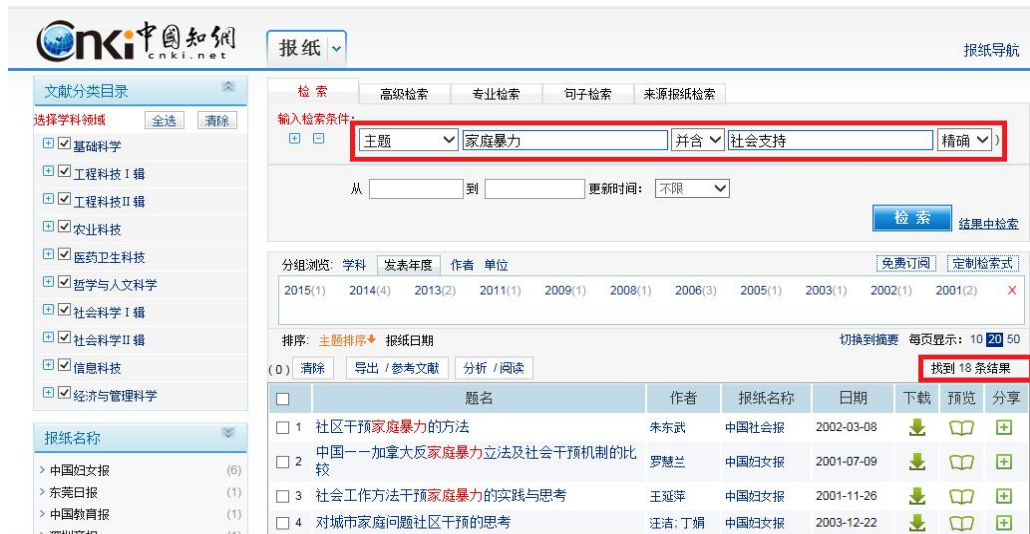 Cnki中国知網
cnki.net
报纸
报纸导航
文献分类目录
选择学科领域 全选 清除
基础科学
工程科技 I 辑
工程科技II 辑
农业科技
医药卫生科技
哲学与人文科学
社会科学 I 辑
社会科学II 辑
信息科技
经济与管理科学
报纸名称
> 中国妇女报 (6)
> 东莞日报 (1)
> 中国教育报 (1)
检 索 高级检索 专业检索 句子检索 来源报纸检索
输入检索条件:
( 主题 家庭暴力 并含 社会支持 精确 )
从 到 更新时间: 不限
检 索 结果中检索
分组浏览: 学科 发表年度 作者 单位 免费订阅 定制检索式
2015(1) 2014(4) 2013(2) 2011(1) 2009(1) 2008(1) 2006(3) 2005(1) 2003(1) 2002(1) 2001(2) X
排序: 主题排序 报纸日期 切换到摘要 每页显示: 10 20 50
(0) 清除 导出 / 参考文献 分析 / 阅读 找到 18 条结果
题名 作者 报纸名称 日期 下载 预览 分享
1 社区干预家庭暴力的方法 朱东武 中国社会报 2002-03-08
2 中国——加拿大反家庭暴力立法及社会干预机制的比
较 罗慧兰 中国妇女报 2001-07-09
3 社会工作方法干预家庭暴力的实践与思考 王延萍 中国妇女报 2001-11-26
4 对城市家庭问题社区干预的思考 汪洁; 丁娟 中国妇女报 2003-12-22